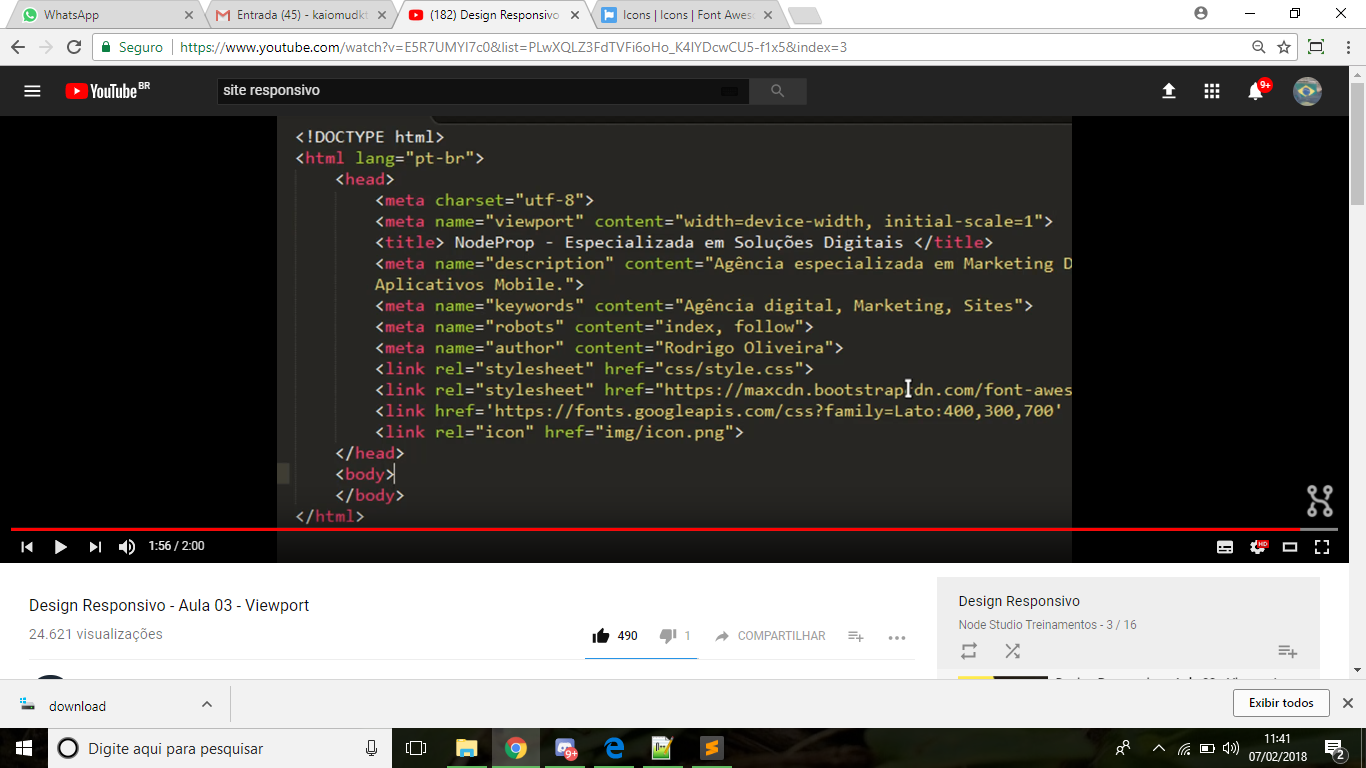 WhatsApp
Entrada (45) - kaiomudkt
(182) Design Responsivo
Icons | Icons | Font Awes
Seguro
https://www.youtube.com/watch?v=E5R7UMYI7c0&list=PLwXQLZ3FdTVFi6oHo_K4IYDcwCU5-f1x5&index=3
YouTube BR
site responsivo
9+
<!DOCTYPE html>
<html lang="pt-br">
<head>
<meta charset="utf-8">
<meta name="viewport" content="width=device-width, initial-scale=1">
<title> NodeProp - Especializada em Soluções Digitais </title>
<meta name="description" content="Agência especializada em Marketing D
Aplicativos Mobile.">
<meta name="keywords" content="Agência digital, Marketing, Sites">
<meta name="robots" content="index, follow">
<meta name="author" content="Rodrigo Oliveira">
<link rel="stylesheet" href="css/style.css">
<link rel="stylesheet" href="https://maxcdn.bootstrapcdn.com/font-awes
<link href='https://fonts.googleapis.com/css?family=Lato:400,300,700'
<link rel="icon" href="img/icon.png">
</head>
<body>
</body>
</html>
1:56 / 2:00
HD
Design Responsivo - Aula 03 - Viewport
24.621 visualizações
490
1
COMPARTILHAR
Design Responsivo
Node Studio Treinamentos - 3 / 16
download
Exibir todos
Digite aqui para pesquisar
9+
11:41
07/02/2018
2